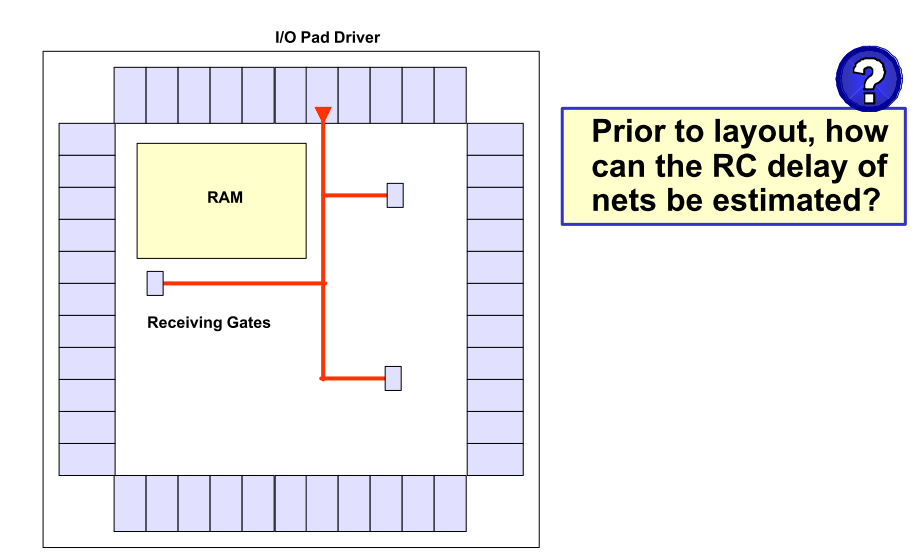 I/O Pad Driver
?
Prior to layout, how
can the RC delay of
nets be estimated?
RAM
Receiving Gates